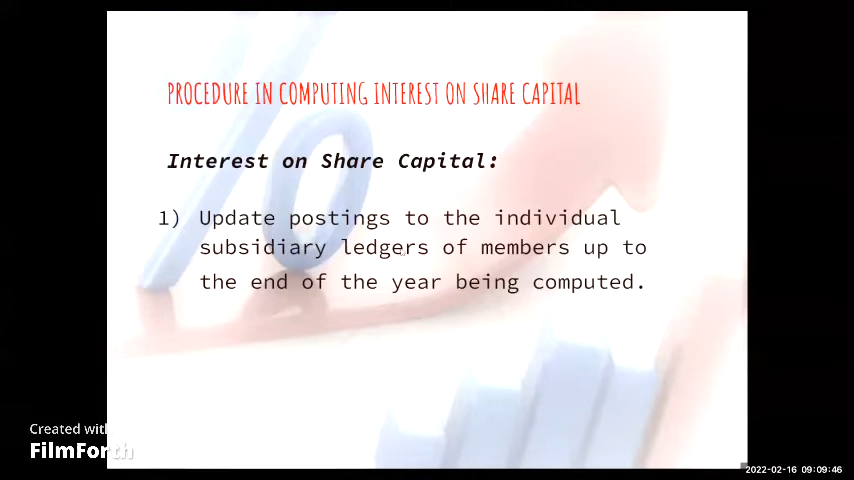 PROCEDURE IN COMPUTING INTEREST ON SHARE CAPITAL
Interest on Share Capital:
1) Update postings to the individual
subsidiary ledgers of members up to
the end of the year being computed.
Created with
FilmForth
2022-02-16 09:09:46